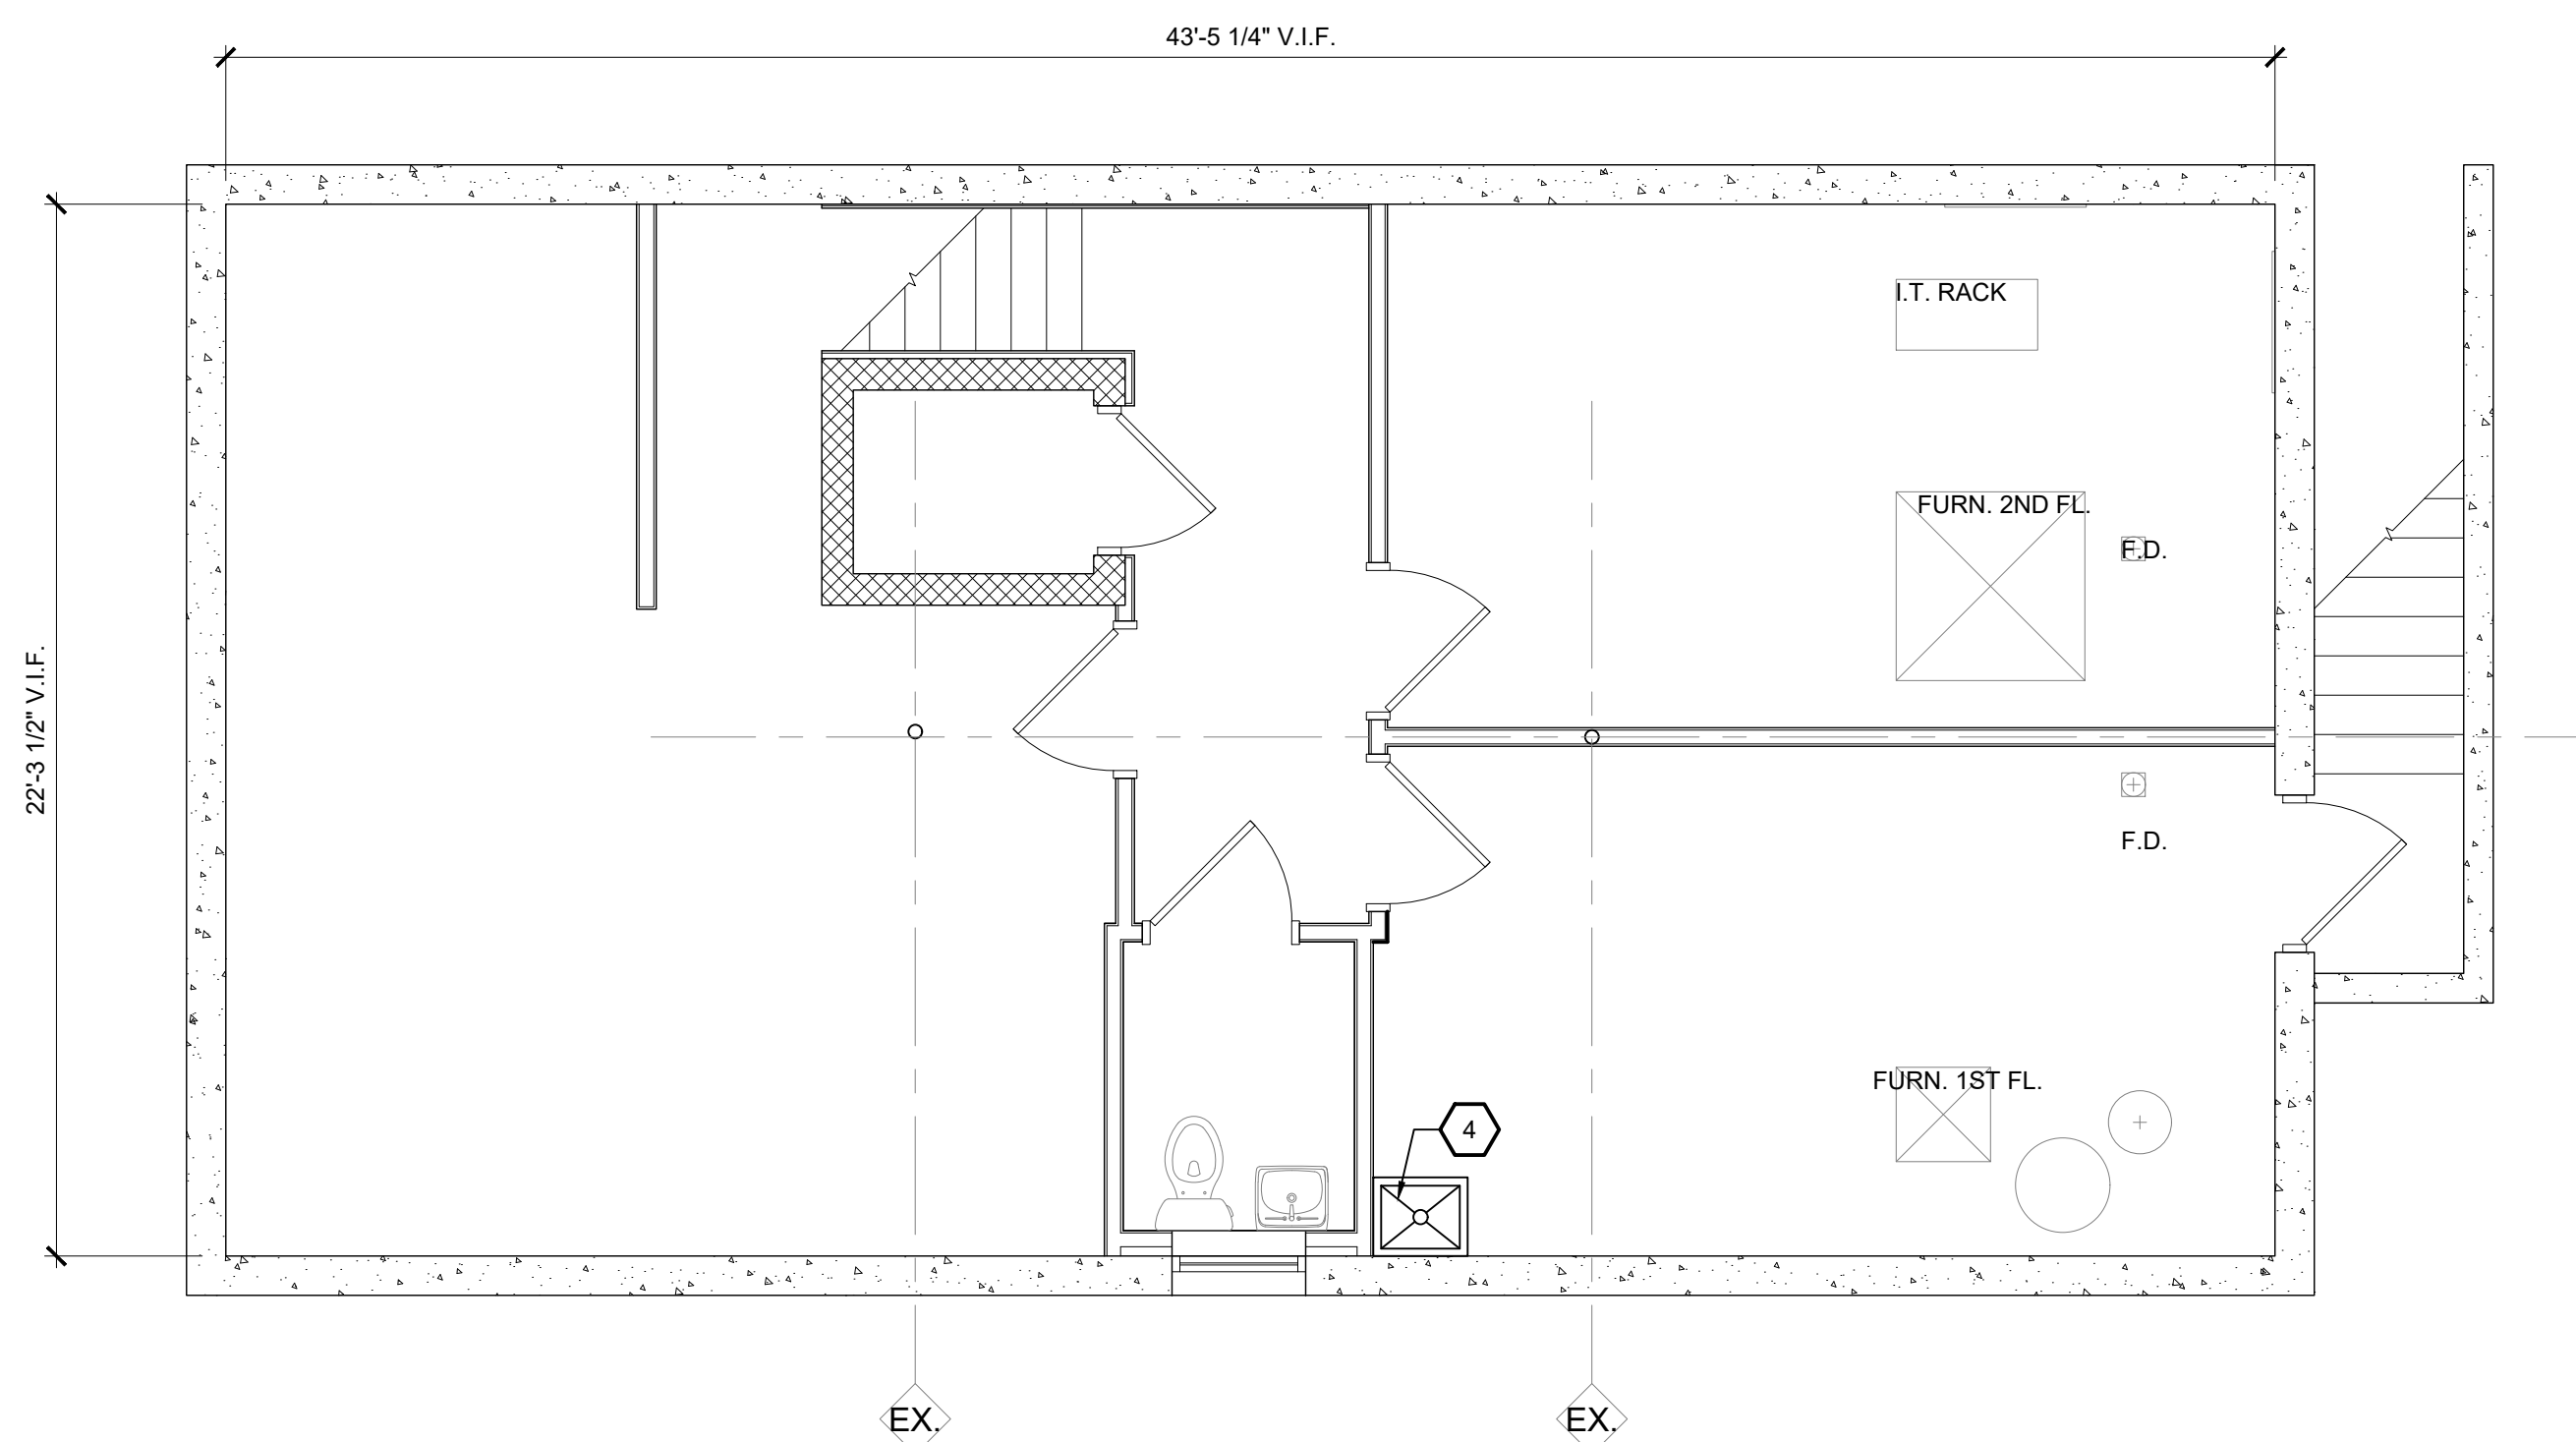 43'-5 1/4" V.I.F.
22'-3 1/2" V.I.F.
I.T. RACK
FURN. 2ND FL.
F.D.
F.D.
FURN. 1ST FL.
4
EX.
EX.